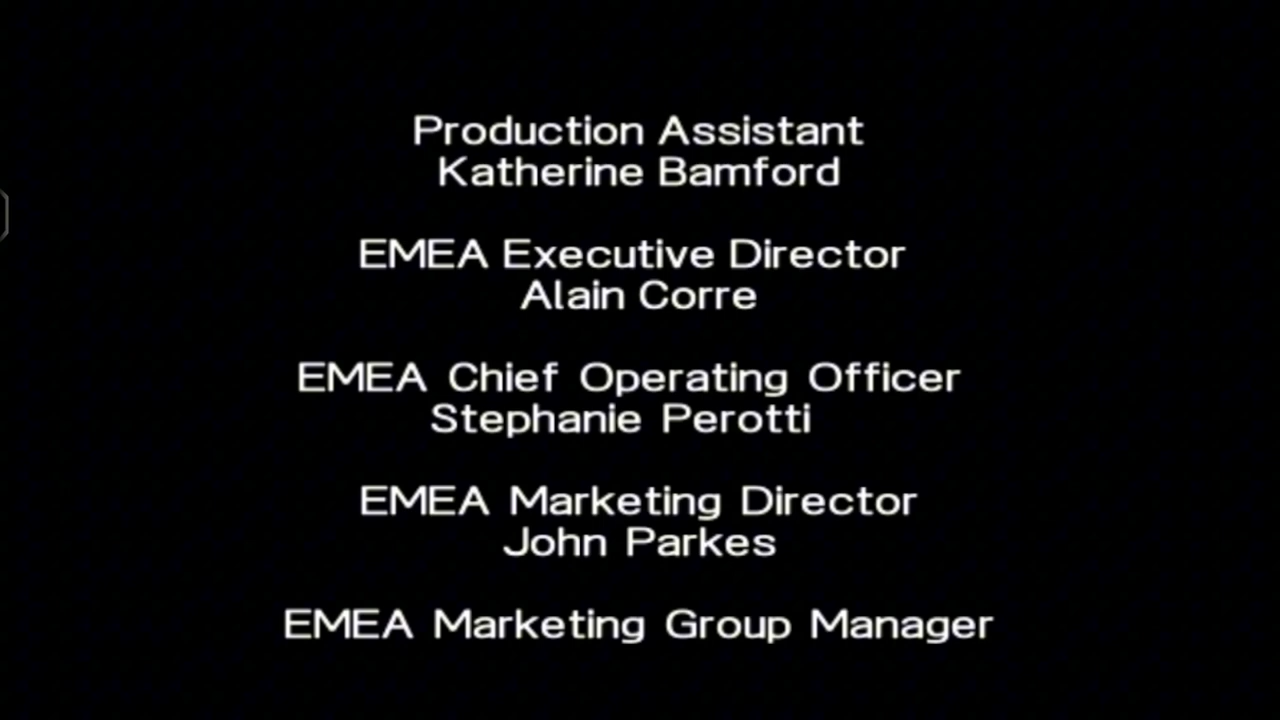 Production Assistant
Katherine Bamford
EMEA Executive Director
Alain Corre
EMEA Chief Operating Officer
Stephanie Perotti
EMEA Marketing Director
John Parkes
EMEA Marketing Group Manager